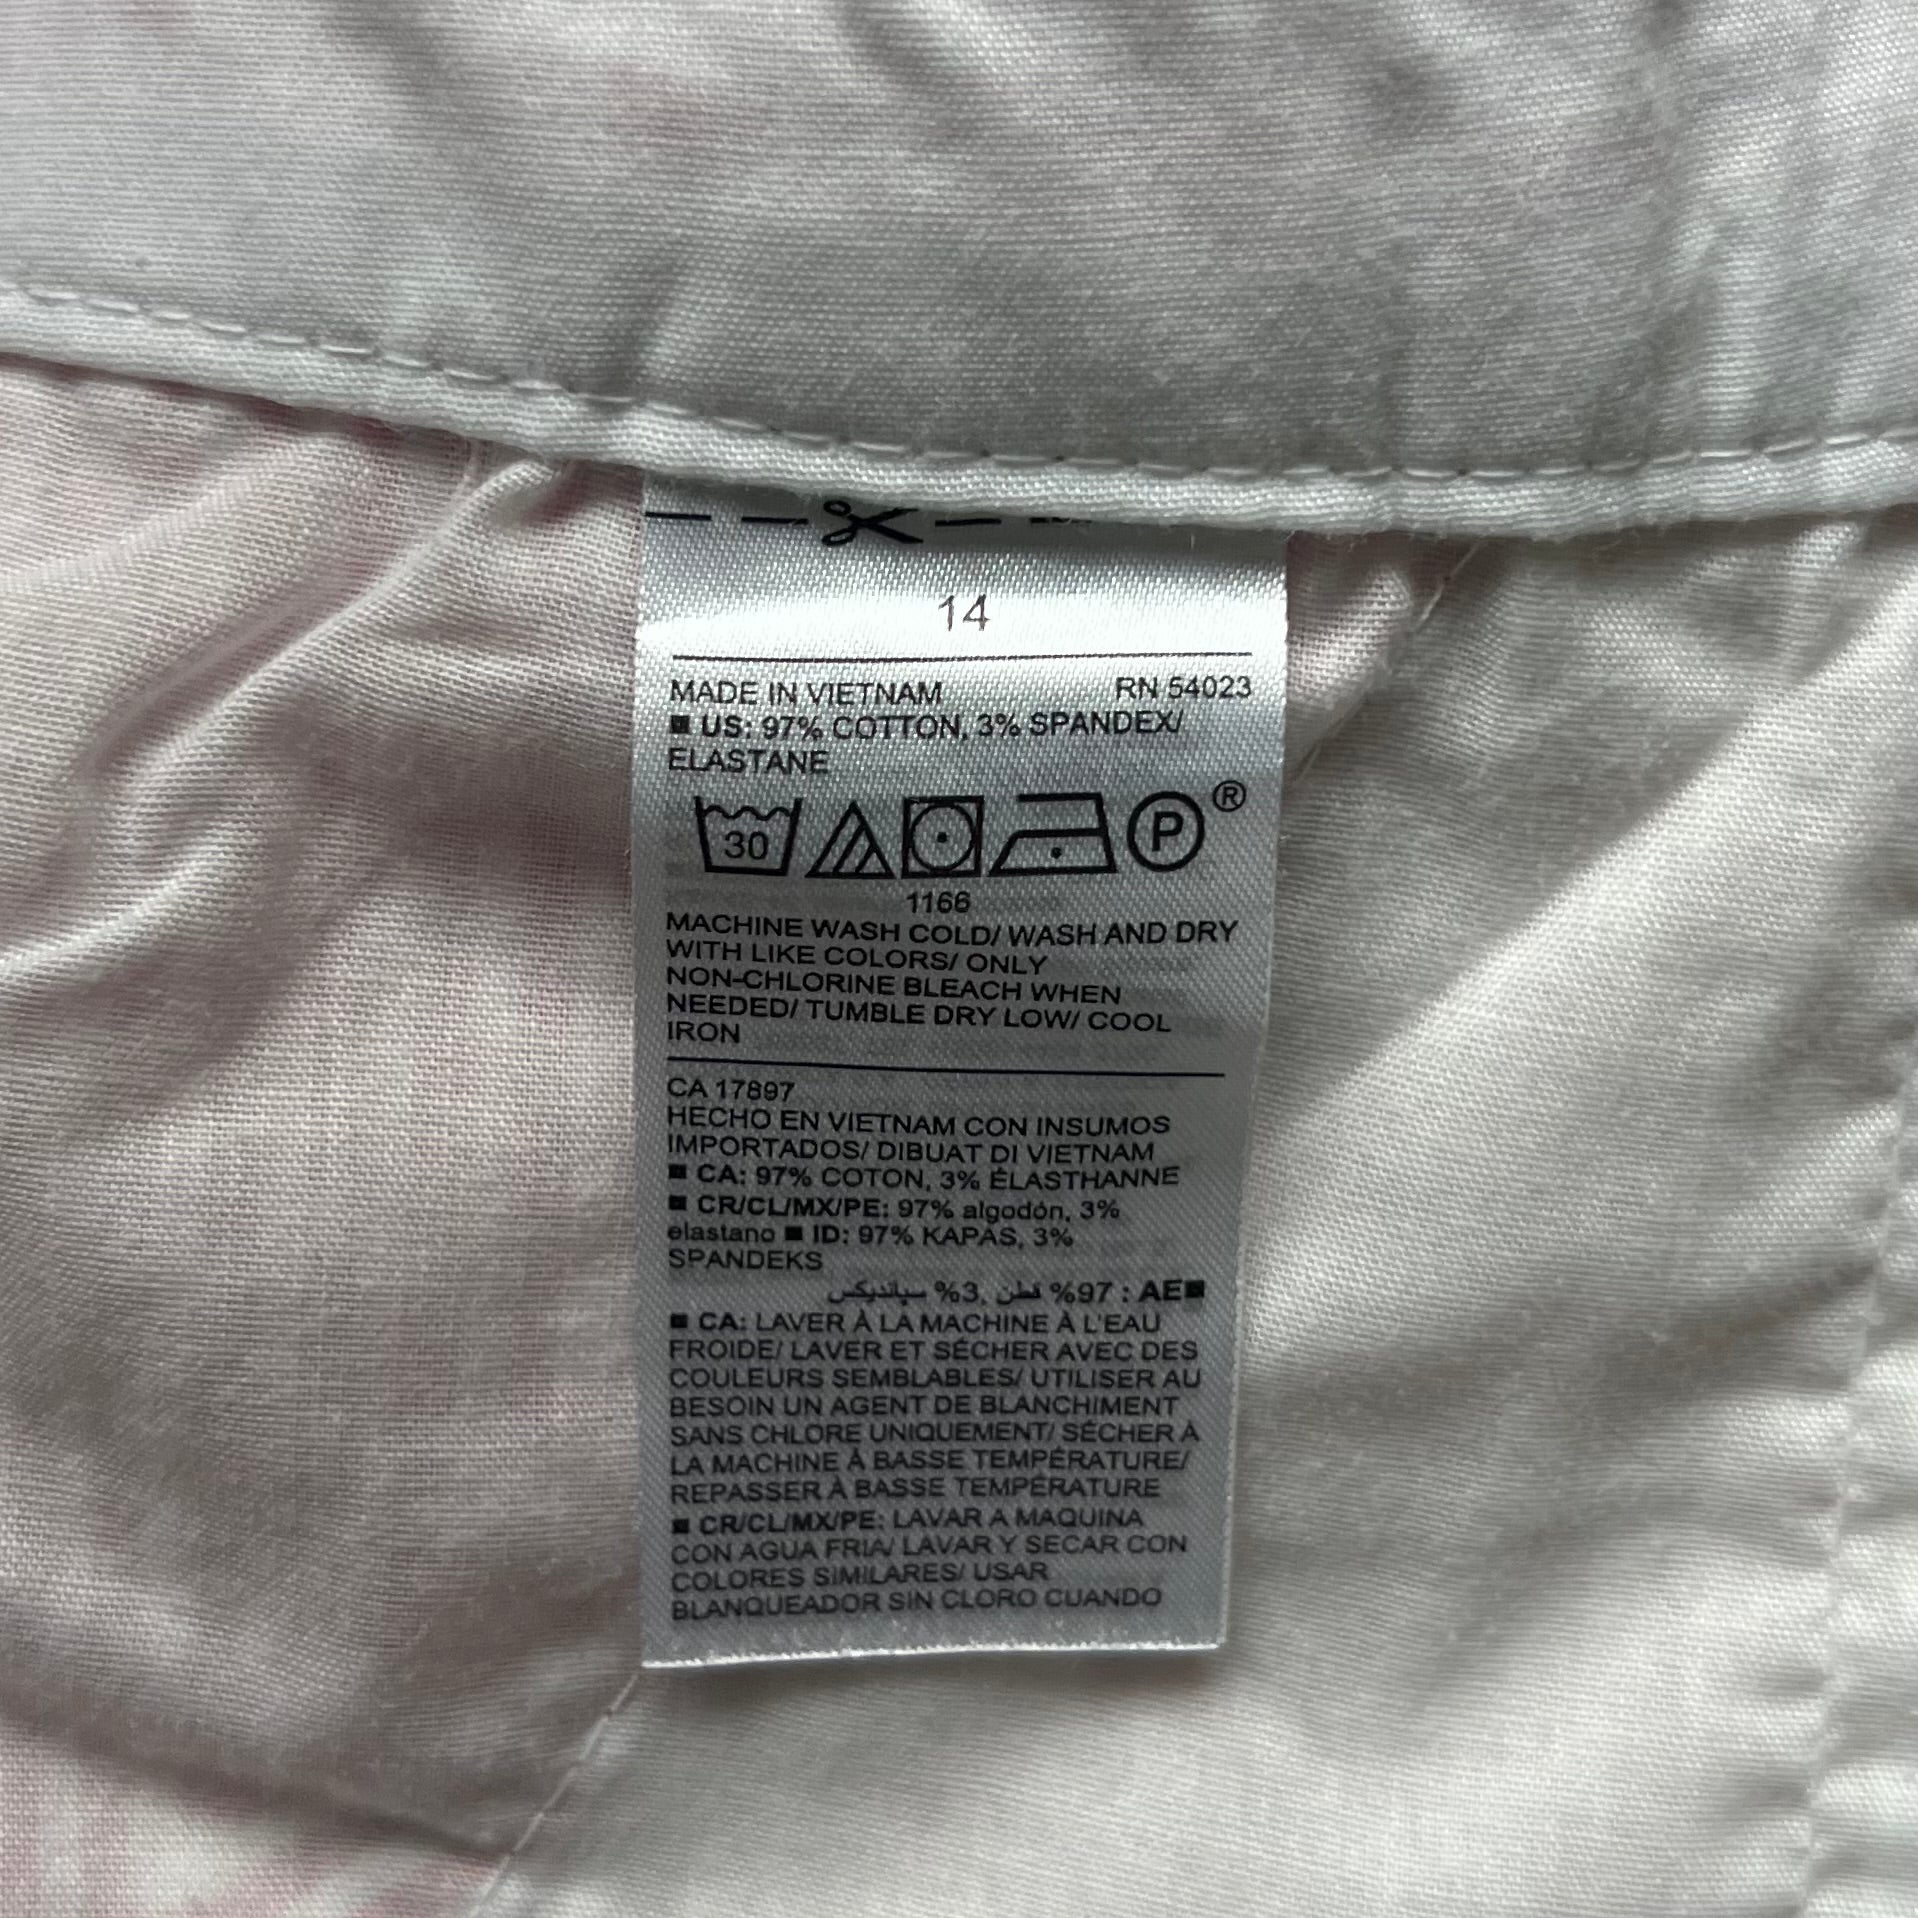 14
MADE IN VIETNAM RN 54023
■ US: 97% COTTON, 3% SPANDEX/
ELASTANE
30 P ®
1166
MACHINE WASH COLD/ WASH AND DRY
WITH LIKE COLORS/ ONLY
NON-CHLORINE BLEACH WHEN
NEEDED/ TUMBLE DRY LOW/ COOL
IRON
CA 17897
HECHO EN VIETNAM CON INSUMOS
IMPORTADOS/ DIBUAT DI VIETNAM
■ CA: 97% COTON, 3% ÉLASTHANNE
■ CR/CL/MX/PE: 97% algodón, 3%
elastano ■ ID: 97% KAPAS, 3%
SPANDEKS
■AE : 97% قطن, 3% سبانديكس
■ CA: LAVER À LA MACHINE À L'EAU
FROIDE/ LAVER ET SÉCHER AVEC DES
COULEURS SEMBLABLES/ UTILISER AU
BESOIN UN AGENT DE BLANCHIMENT
SANS CHLORE UNIQUEMENT/ SÉCHER À
LA MACHINE À BASSE TEMPÉRATURE/
REPASSER À BASSE TEMPÉRATURE
■ CR/CL/MX/PE: LAVAR A MAQUINA
CON AGUA FRIA/ LAVAR Y SECAR CON
COLORES SIMILARES/ USAR
BLANQUEADOR SIN CLORO CUANDO